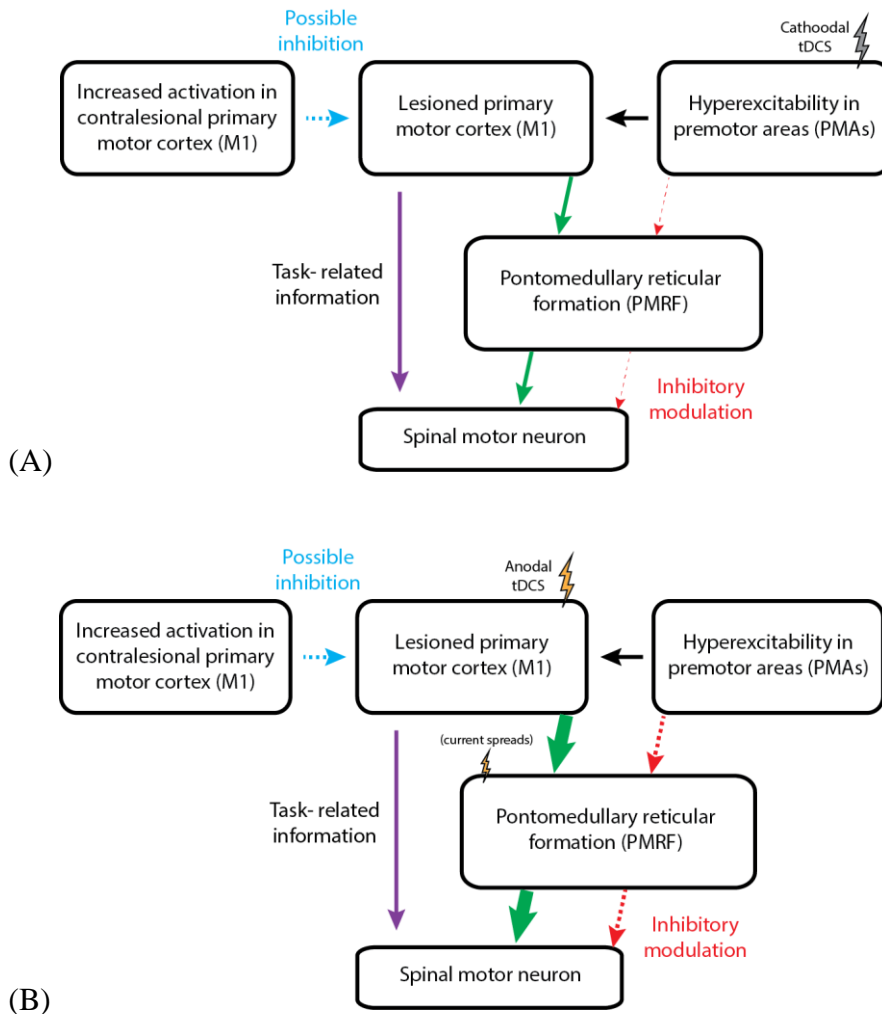 Possible
inhibition
Cathoodal
tDCS
Increased activation in
contralesional primary
motor cortex (M1)
Lesioned primary
motor cortex (M1)
Hyperexcitability in
premotor areas (PMAs)
Task- related
information
Pontomedullary reticular
formation (PMRF)
Inhibitory
modulation
Spinal motor neuron
(A)
Possible
inhibition
Anodal
tDCS
Increased activation in
contralesional primary
motor cortex (M1)
Lesioned primary
motor cortex (M1)
Hyperexcitability in
premotor areas (PMAs)
(current spreads)
Task- related
information
Pontomedullary reticular
formation (PMRF)
Inhibitory
modulation
Spinal motor neuron
(B)